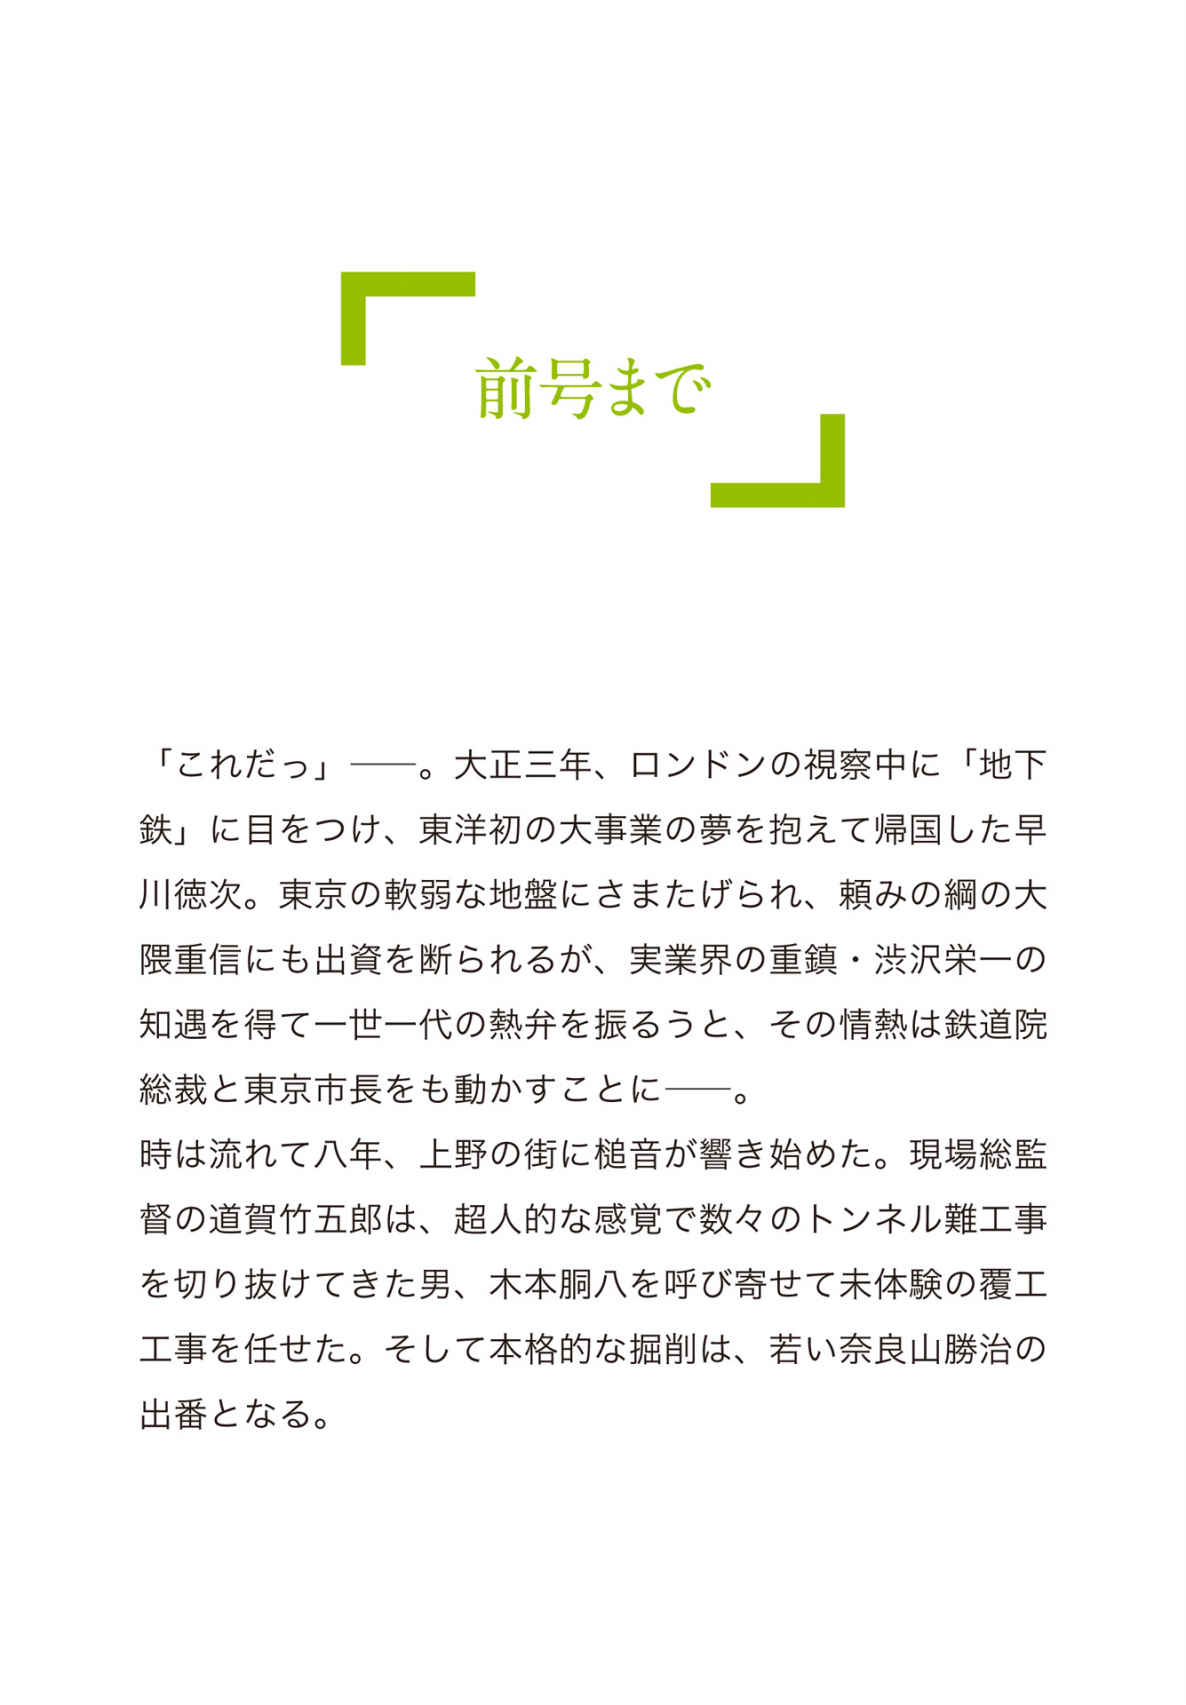 前号まで
「これだっ」――。大正三年、ロンドンの視察中に「地下
鉄」に目をつけ、東洋初の大事業の夢を抱えて帰国した早
川徳次。東京の軟弱な地盤にさまたげられ、頼みの綱の大
隈重信にも出資を断られるが、実業界の重鎮・渋沢栄一の
知遇を得て一世一代の熱弁を振るうと、その情熱は鉄道院
総裁と東京市長をも動かすことに――。
時は流れて八年、上野の街に槌音が響き始めた。現場総監
督の道賀竹五郎は、超人的な感覚で数々のトンネル難工事
を切り抜けてきた男、木本胴八を呼び寄せて未体験の覆工
工事を任せた。そして本格的な掘削は、若い奈良山勝治の
出番となる。